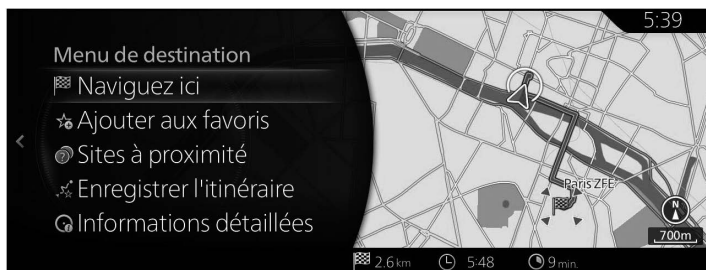 5:39
Menu de destination
Naviguez ici
Ajouter aux favoris
Sites à proximité
Enregistrer l'itinéraire
Informations détaillées
Paris ZFE
N
700m
2.6 km 5:48 9 min.